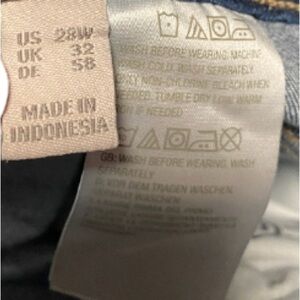 US 28W
UK 32
DE 58
MADE IN
INDONESIA
WASH BEFORE WEARING. MACHINE
WASH COLD. WASH SEPARATELY.
ONLY NON-CHLORINE BLEACH WHEN
NEEDED. TUMBLE DRY LOW. WARM
IF NEEDED
GB: WASH BEFORE WEARING. WASH
SEPARATELY
VOR DEM TRAGEN WASCHEN.